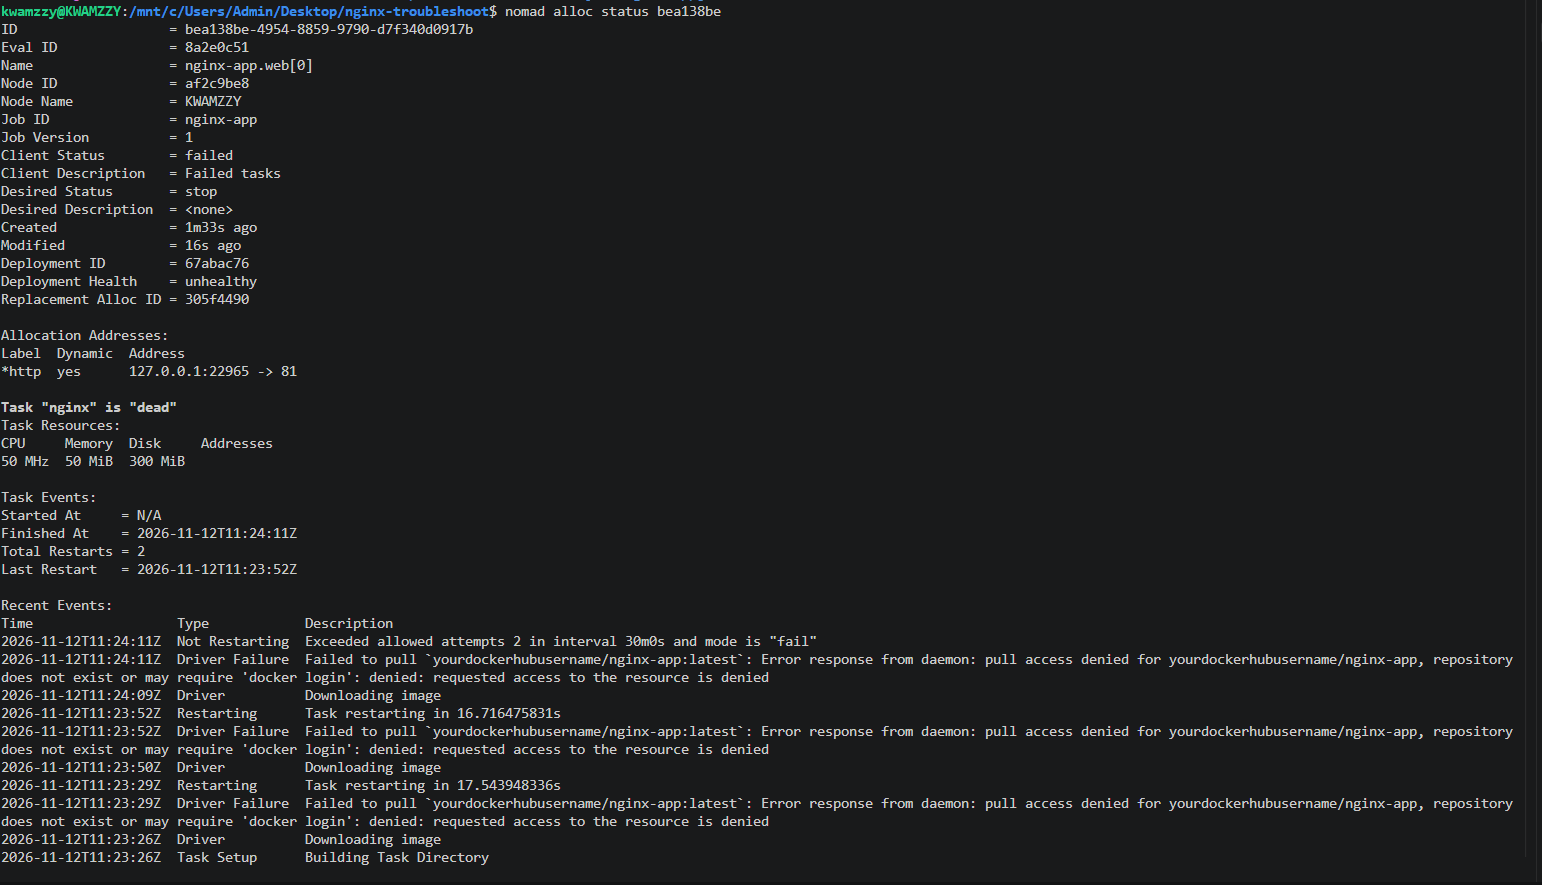 kwamzzy@KWAMZZY:/mnt/c/Users/Admin/Desktop/nginx-troubleshoot$ nomad alloc status bea138be
ID                   = bea138be-4954-8859-9790-d7f340d0917b
Eval ID              = 8a2e0c51
Name                 = nginx-app.web[0]
Node ID              = af2c9be8
Node Name            = KWAMZZY
Job ID               = nginx-app
Job Version          = 1
Client Status        = failed
Client Description   = Failed tasks
Desired Status       = stop
Desired Description  = <none>
Created              = 1m33s ago
Modified             = 16s ago
Deployment ID        = 67abac76
Deployment Health    = unhealthy
Replacement Alloc ID = 305f4490

Allocation Addresses:
Label  Dynamic  Address
*http  yes      127.0.0.1:22965 -> 81

Task "nginx" is "dead"
Task Resources:
CPU     Memory  Disk     Addresses
50 MHz  50 MiB  300 MiB

Task Events:
Started At     = N/A
Finished At    = 2026-11-12T11:24:11Z
Total Restarts = 2
Last Restart   = 2026-11-12T11:23:52Z

Recent Events:
Time                  Type            Description
2026-11-12T11:24:11Z  Not Restarting  Exceeded allowed attempts 2 in interval 30m0s and mode is "fail"
2026-11-12T11:24:11Z  Driver Failure  Failed to pull `yourdockerhubusername/nginx-app:latest`: Error response from daemon: pull access denied for yourdockerhubusername/nginx-app, repository
does not exist or may require 'docker login': denied: requested access to the resource is denied
2026-11-12T11:24:09Z  Driver          Downloading image
2026-11-12T11:23:52Z  Restarting      Task restarting in 16.716475831s
2026-11-12T11:23:52Z  Driver Failure  Failed to pull `yourdockerhubusername/nginx-app:latest`: Error response from daemon: pull access denied for yourdockerhubusername/nginx-app, repository
does not exist or may require 'docker login': denied: requested access to the resource is denied
2026-11-12T11:23:50Z  Driver          Downloading image
2026-11-12T11:23:29Z  Restarting      Task restarting in 17.543948336s
2026-11-12T11:23:29Z  Driver Failure  Failed to pull `yourdockerhubusername/nginx-app:latest`: Error response from daemon: pull access denied for yourdockerhubusername/nginx-app, repository
does not exist or may require 'docker login': denied: requested access to the resource is denied
2026-11-12T11:23:26Z  Driver          Downloading image
2026-11-12T11:23:26Z  Task Setup      Building Task Directory